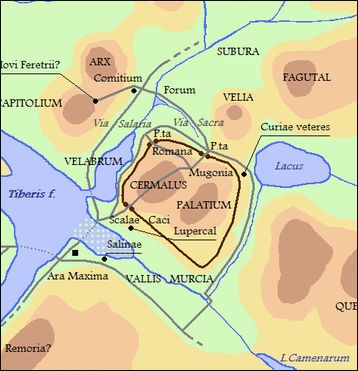 SUBURA
ARX
Iovi Feretrii?
Comitium
FAGUTAL
Forum
CAPITOLIUM
VELIA
Via Salaria
Via Sacra
Curiae veteres
P.ta
Romana
P.ta
Mugonia
VELABRUM
Lacus
CERMALUS
Tiberis f.
PALATIUM
Scalae Caci
Lupercal
Salinae
Ara Maxima
VALLIS MURCIA
QUE
Remoria?
L.Camenarum